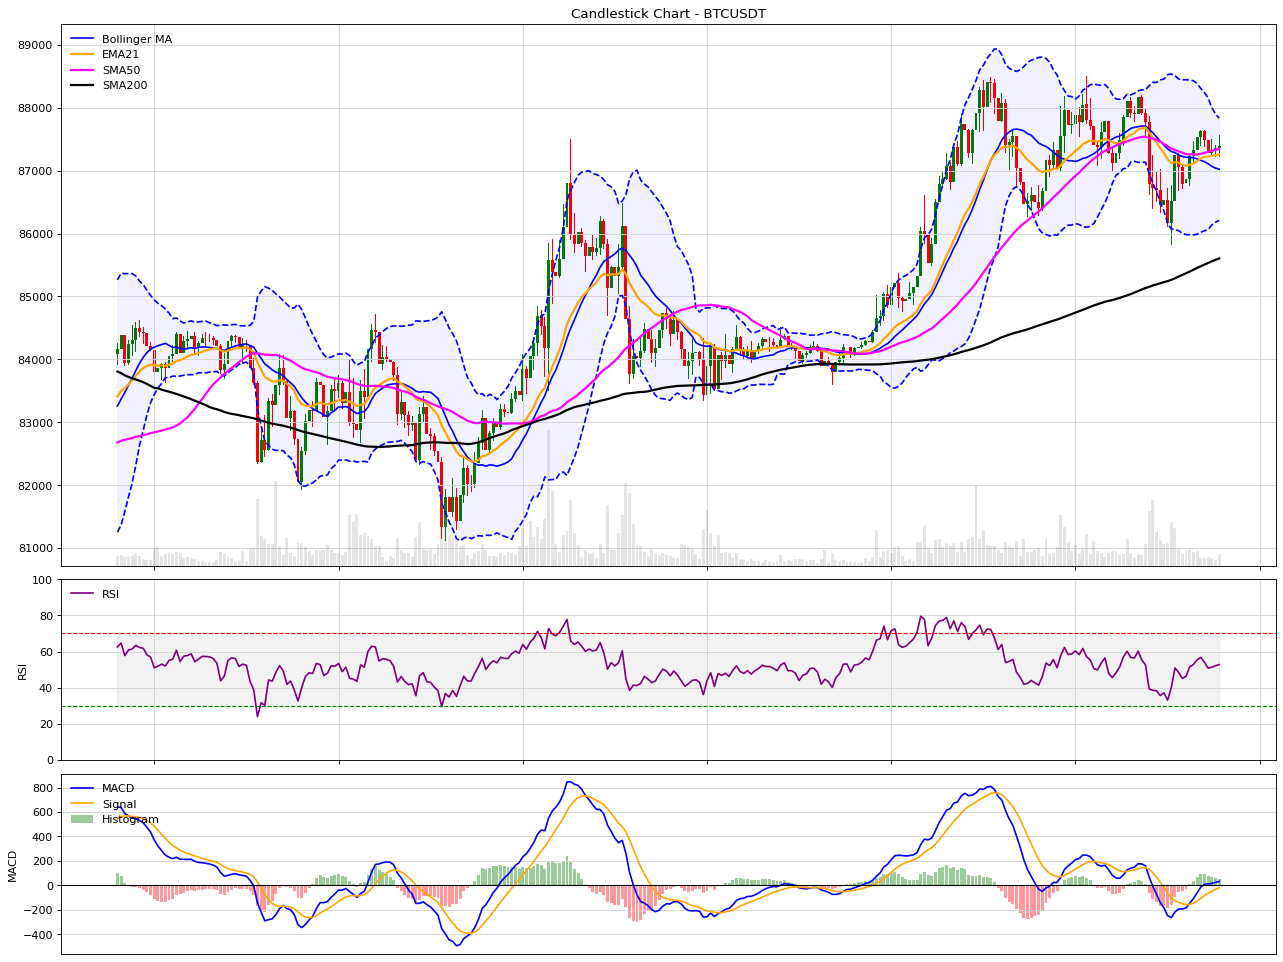 Candlestick Chart - BTCUSDT
Bollinger MA
EMA21
SMA50
SMA200
89000
88000
87000
86000
85000
84000
83000
82000
81000
RSI
RSI
100
80
60
40
20
0
MACD
Signal
Histogram
MACD
800
600
400
200
0
−200
−400